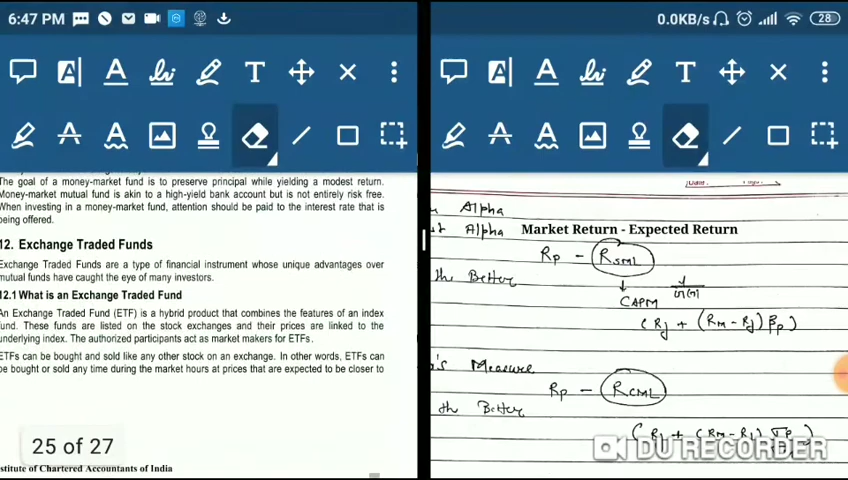 6:47 PM
0.0KB/s
28
The goal of a money-market fund is to preserve principal while yielding a modest return.
Money-market mutual fund is akin to a high-yield bank account but is not entirely risk free.
When investing in a money-market fund, attention should be paid to the interest rate that is
being offered.
12. Exchange Traded Funds
Exchange Traded Funds are a type of financial instrument whose unique advantages over
mutual funds have caught the eye of many investors.
12.1 What is an Exchange Traded Fund
An Exchange Traded Fund (ETF) is a hybrid product that combines the features of an index
fund. These funds are listed on the stock exchanges and their prices are linked to the
underlying index. The authorized participants act as market makers for ETFs.
ETFs can be bought and sold like any other stock on an exchange. In other words, ETFs can
be bought or sold any time during the market hours at prices that are expected to be closer to
25 of 27
stitute of Chartered Accountants of India
Alpha
Alpha Market Return - Expected Return
Rp - RSML
the Better
CAPM
(Rf + (Rm - Rf) βp)
's Measure
Rp - RCML
the Better
(Rf + (Rm - Rf)
DU RECORDER